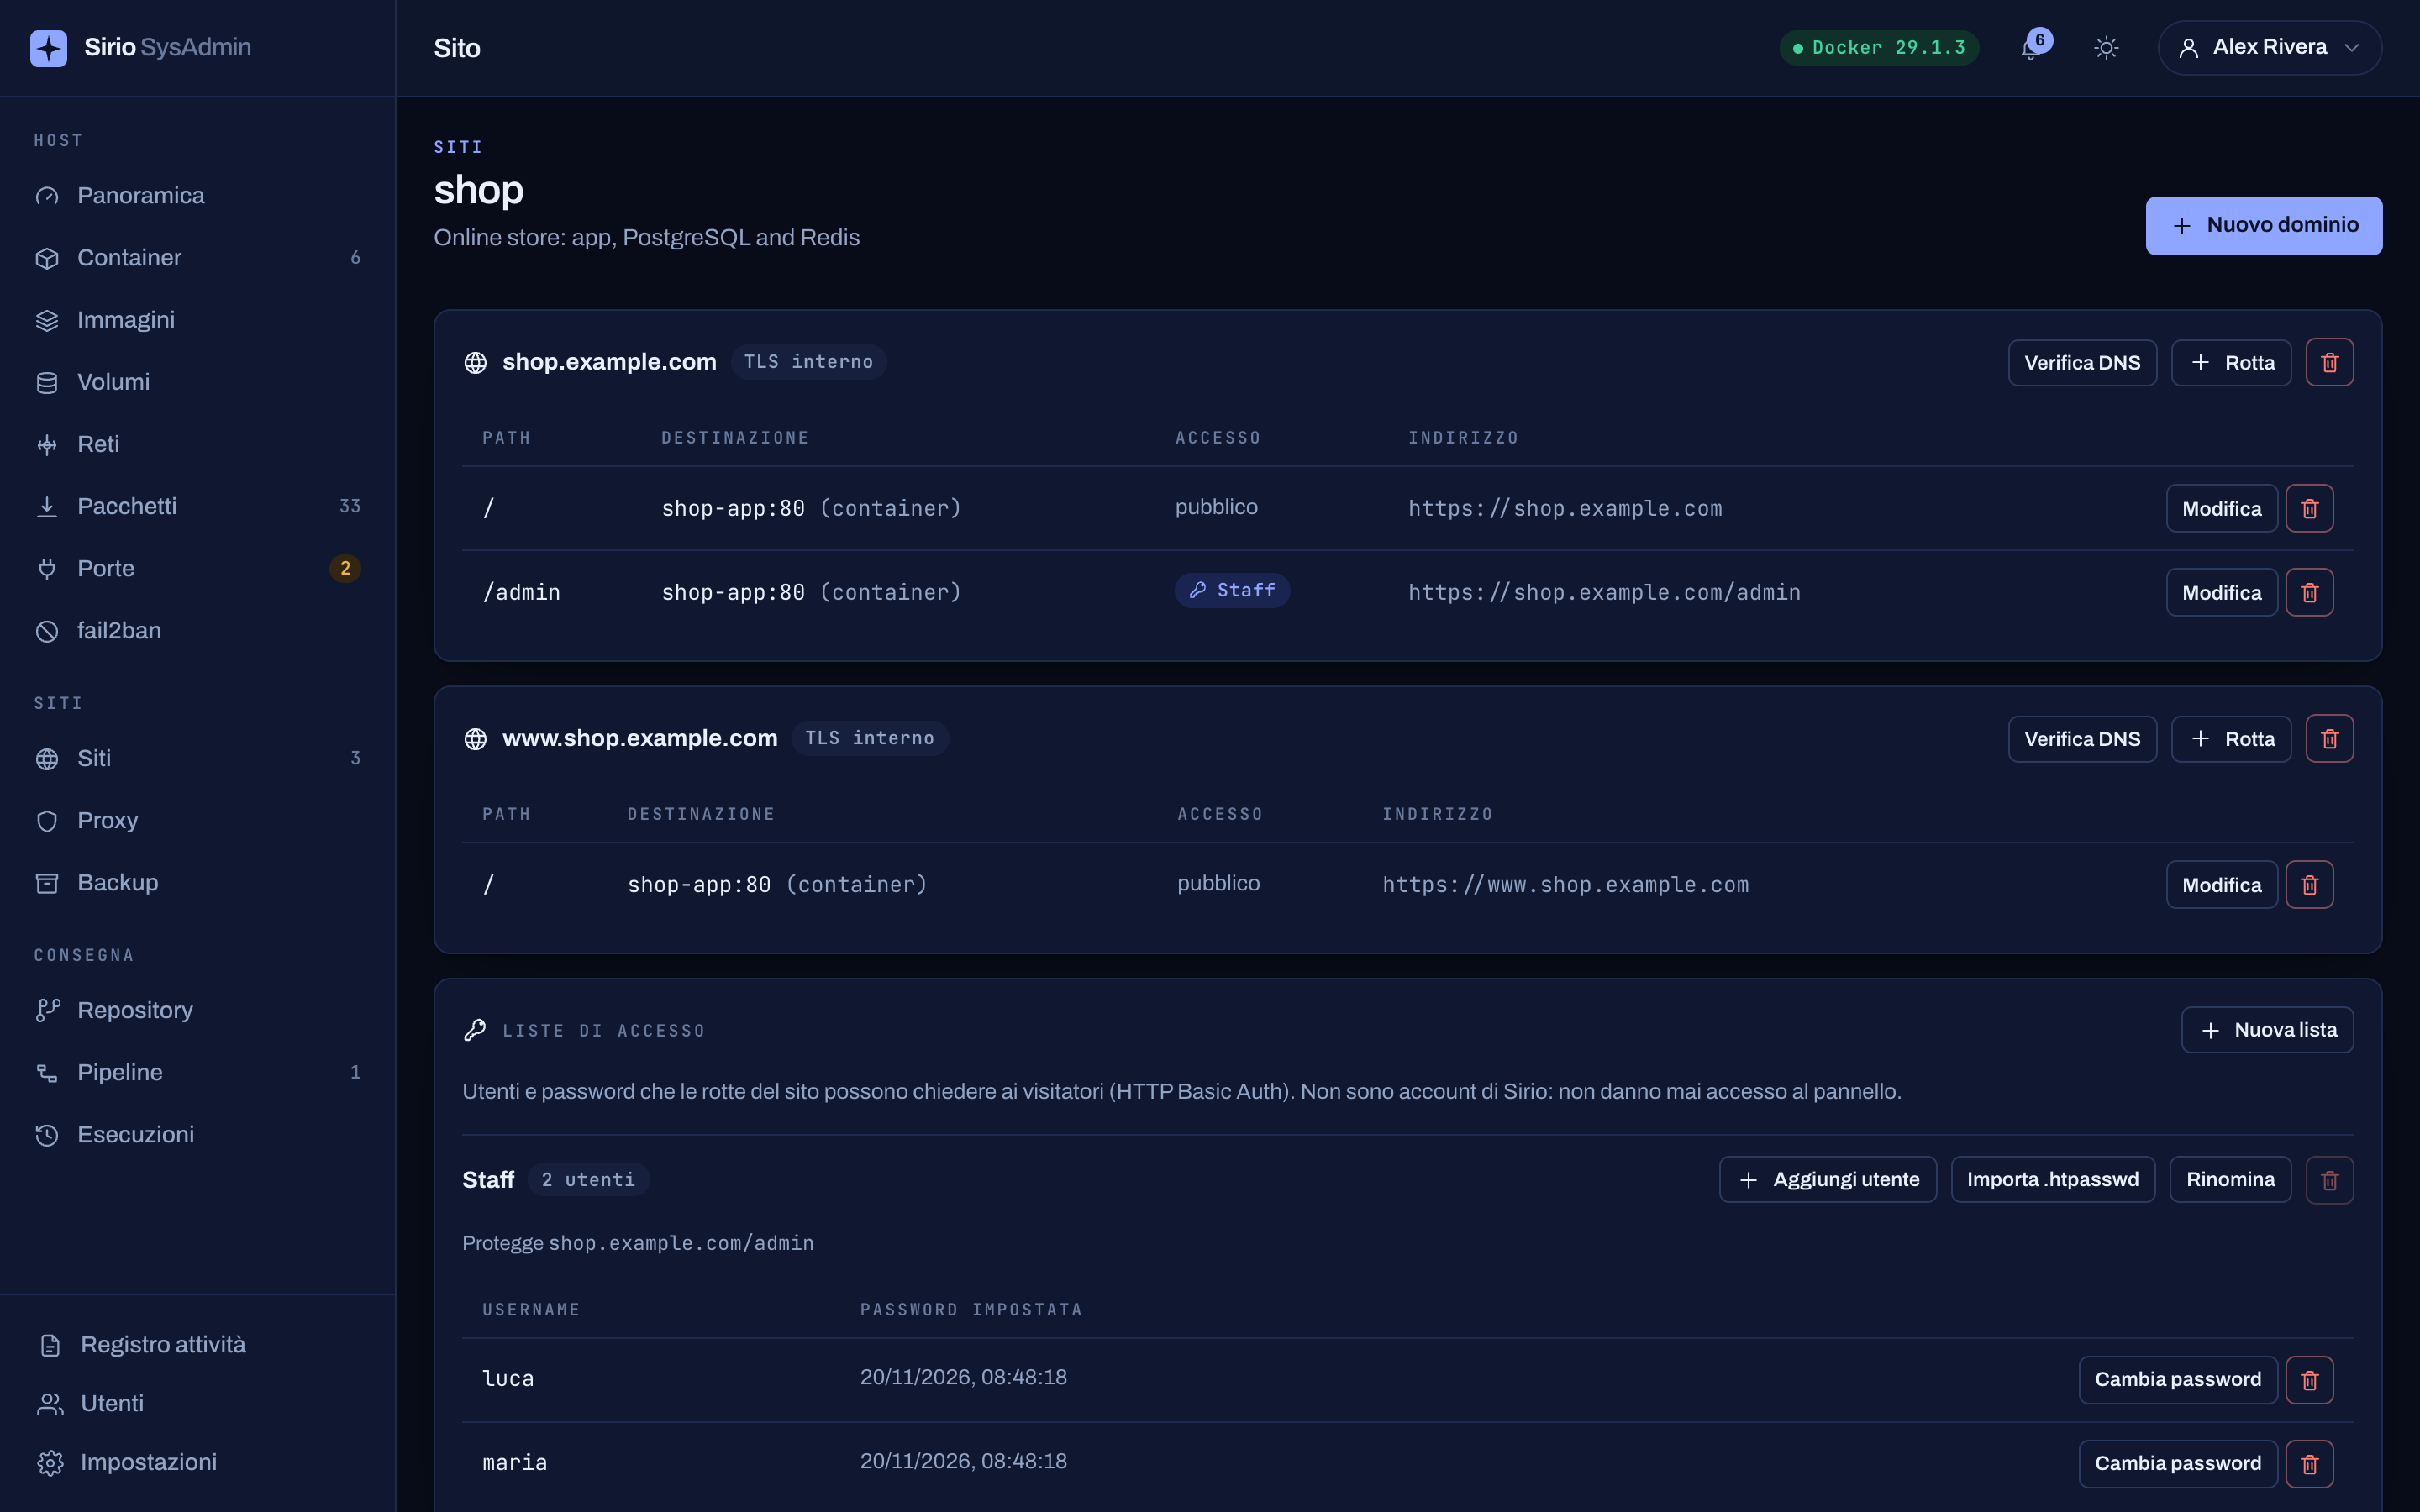 Sirio SysAdmin
Sito
Docker 29.1.3
6
Alex Rivera
HOST
Panoramica
Container 6
Immagini
Volumi
Reti
Pacchetti 33
Porte 2
fail2ban
SITI
Siti 3
Proxy
Backup
CONSEGNA
Repository
Pipeline 1
Esecuzioni
Registro attività
Utenti
Impostazioni
SITI
shop
Online store: app, PostgreSQL and Redis
Nuovo dominio
shop.example.com TLS interno Verifica DNS Rotta
PATH DESTINAZIONE ACCESSO INDIRIZZO
/ shop-app:80 (container) pubblico https://shop.example.com Modifica
/admin shop-app:80 (container) Staff https://shop.example.com/admin Modifica
www.shop.example.com TLS interno Verifica DNS Rotta
PATH DESTINAZIONE ACCESSO INDIRIZZO
/ shop-app:80 (container) pubblico https://www.shop.example.com Modifica
LISTE DI ACCESSO Nuova lista
Utenti e password che le rotte del sito possono chiedere ai visitatori (HTTP Basic Auth). Non sono account di Sirio: non danno mai accesso al pannello.
Staff 2 utenti Aggiungi utente Importa .htpasswd Rinomina
Protegge shop.example.com/admin
USERNAME PASSWORD IMPOSTATA
luca 20/11/2026, 08:48:18 Cambia password
maria 20/11/2026, 08:48:18 Cambia password